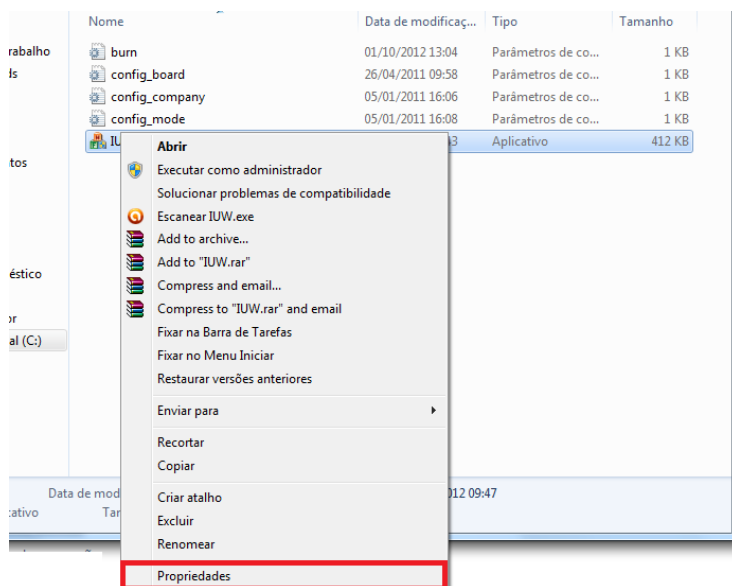 Nome Data de modificaç... Tipo Tamanho
rabalho burn 01/10/2012 13:04 Parâmetros de co... 1 KB
ds config_board 26/04/2011 09:58 Parâmetros de co... 1 KB
config_company 05/01/2011 16:06 Parâmetros de co... 1 KB
config_mode 05/01/2011 16:08 Parâmetros de co... 1 KB
IU 43 Aplicativo 412 KB
Abrir
tos
Executar como administrador
Solucionar problemas de compatibilidade
Escanear IUW.exe
Add to archive...
Add to "IUW.rar"
éstico
Compress and email...
Compress to "IUW.rar" and email
or
Fixar na Barra de Tarefas
al (C:)
Fixar no Menu Iniciar
Restaurar versões anteriores
Enviar para
Recortar
Copiar
Data de mod 012 09:47
Criar atalho
cativo Tar
Excluir
Renomear
Propriedades